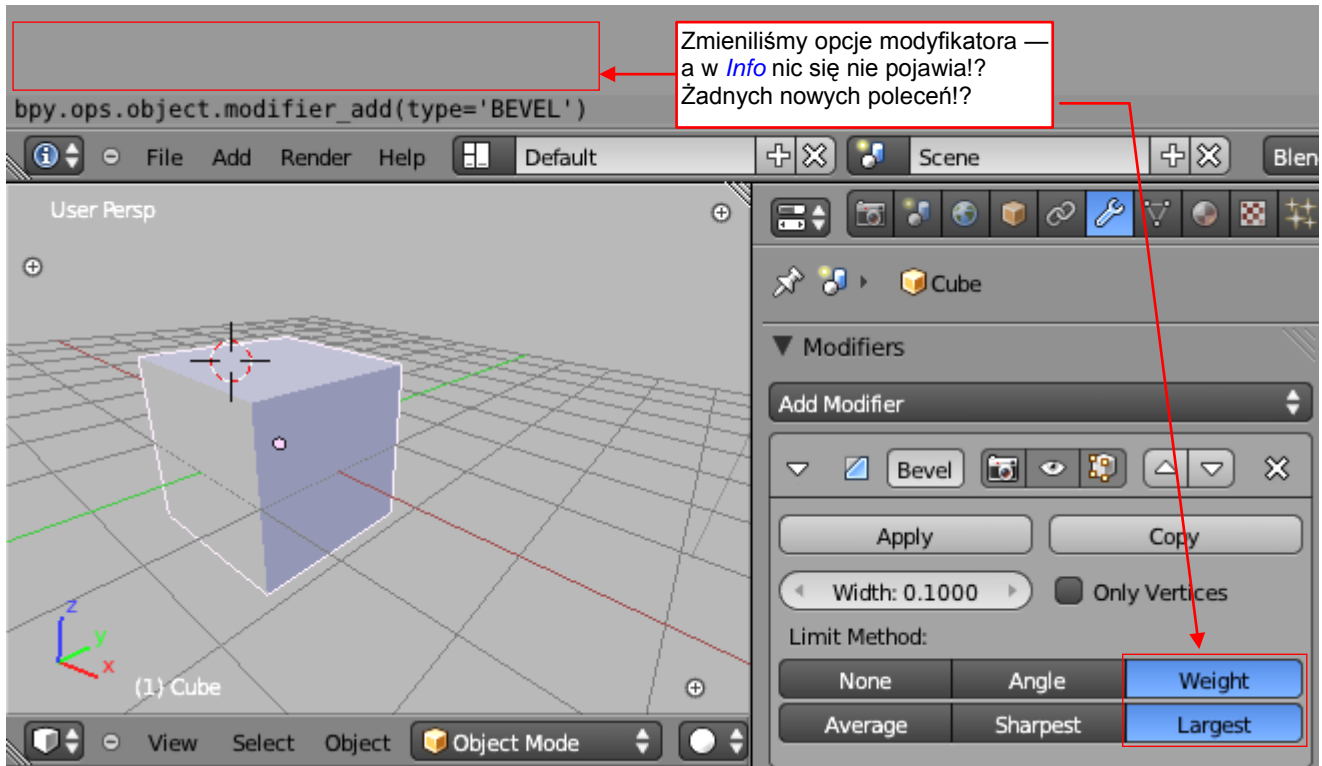 Zmieniliśmy opcje modyfikatora —
a w Info nic się nie pojawia!?
Żadnych nowych poleceń!?
bpy.ops.object.modifier_add(type='BEVEL')
File Add Render Help Default Scene Blen
User Persp
Cube
Modifiers
Add Modifier
Bevel
Apply Copy
Width: 0.1000 Only Vertices
Limit Method:
None Angle Weight
Average Sharpest Largest
z
y
x
(1) Cube
View Select Object Object Mode